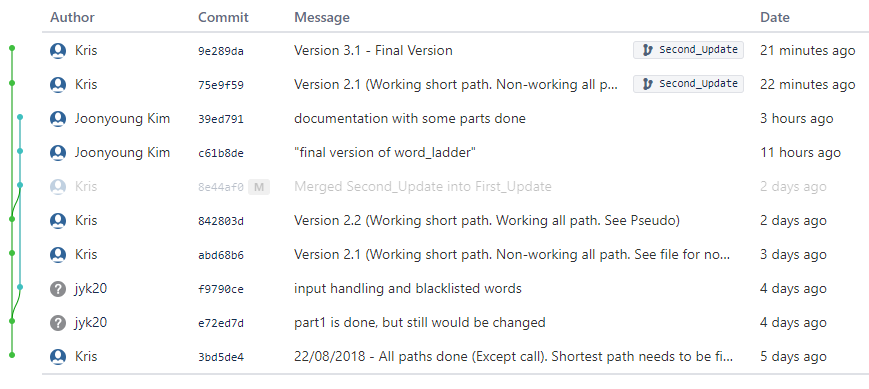 Author Commit Message Date
Kris 9e289da Version 3.1 - Final Version Second_Update 21 minutes ago
Kris 75e9f59 Version 2.1 (Working short path. Non-working all p... Second_Update 22 minutes ago
Joonyoung Kim 39ed791 documentation with some parts done 3 hours ago
Joonyoung Kim c61b8de "final version of word_ladder" 11 hours ago
Kris 8e44af0 M Merged Second_Update into First_Update 2 days ago
Kris 842803d Version 2.2 (Working short path. Working all path. See Pseudo) 2 days ago
Kris abd68b6 Version 2.1 (Working short path. Non-working all path. See file for no... 3 days ago
? jyk20 f9790ce input handling and blacklisted words 4 days ago
? jyk20 e72ed7d part1 is done, but still would be changed 4 days ago
Kris 3bd5de4 22/08/2018 - All paths done (Except call). Shortest path needs to be fi... 5 days ago